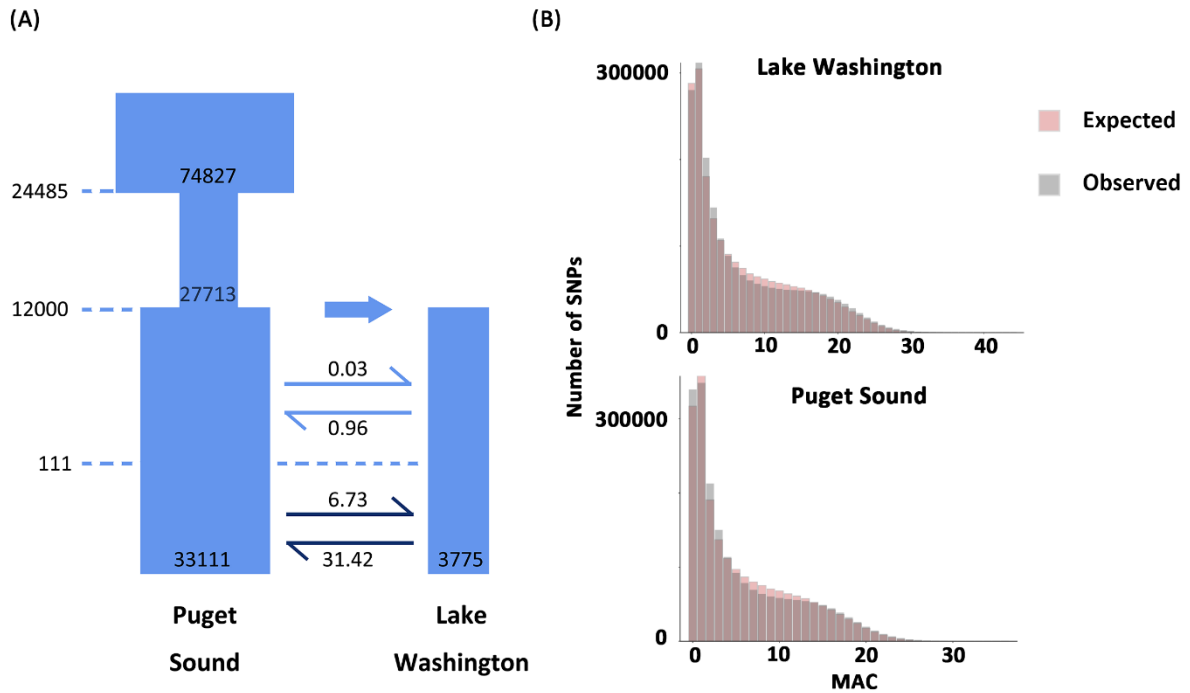 (A)
74827
24485
27713
12000
0.03
0.96
111
6.73
31.42
33111
3775
Puget
Sound
Lake
Washington
(B)
Lake Washington
300000
0
0 10 20 30 40
Expected
Observed
Number of SNPs
Puget Sound
300000
0
0 10 20 30
MAC